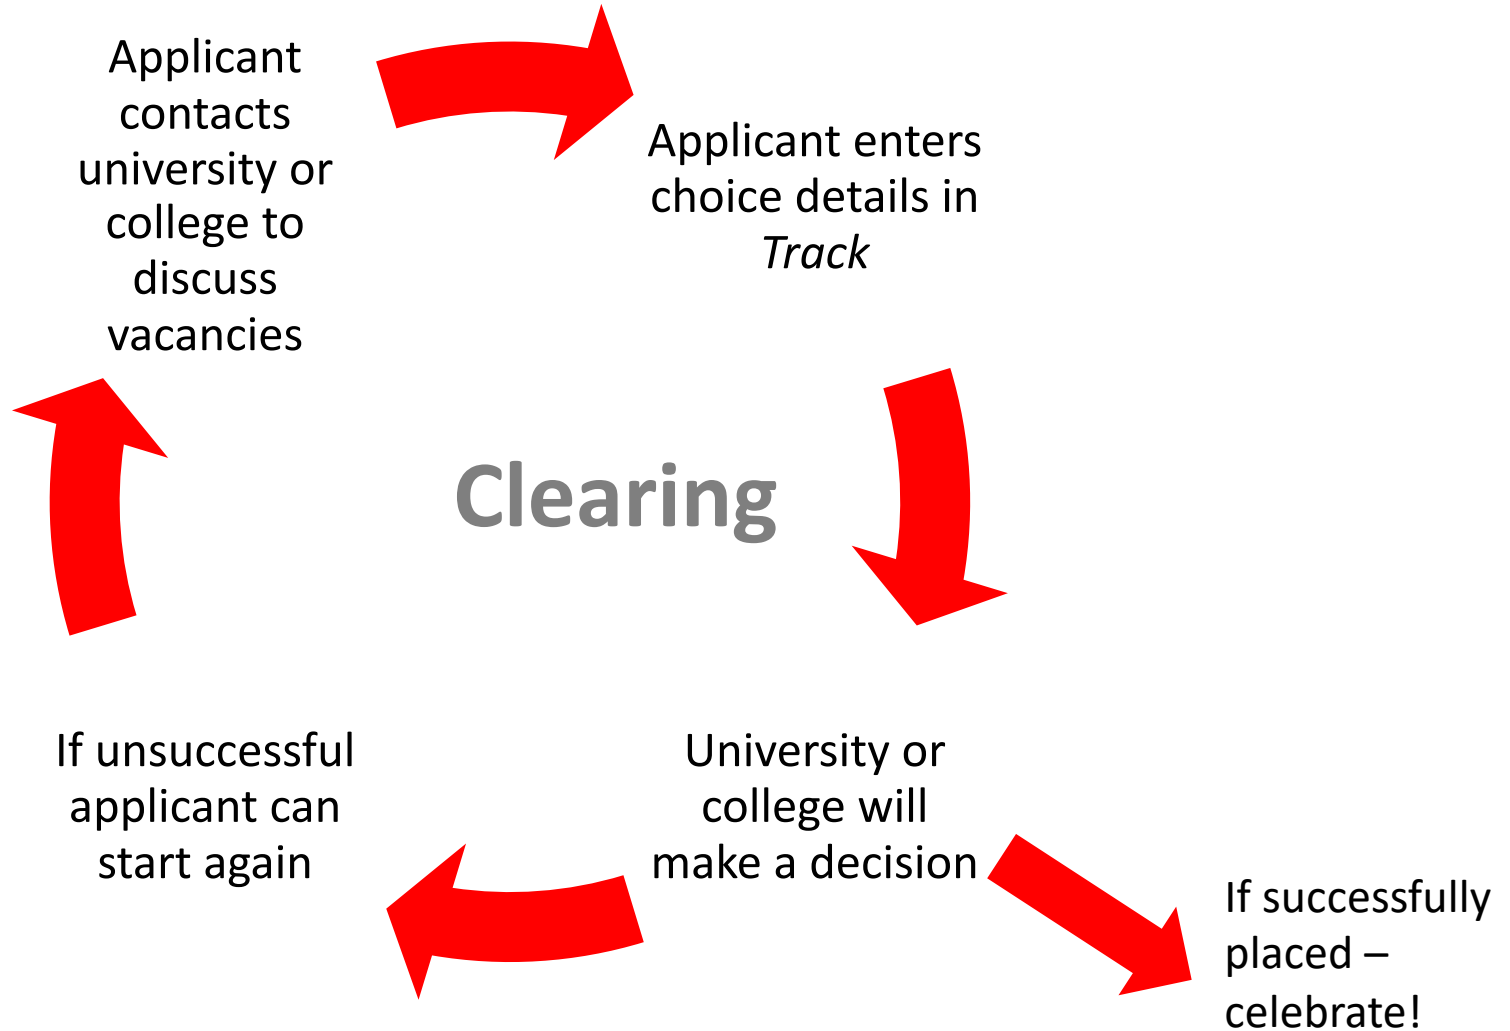 Applicant
contacts
university or
college to
discuss
vacancies
Applicant enters
choice details in
Track
Clearing
University or
college will
make a decision
If successfully
placed –
celebrate!
If unsuccessful
applicant can
start again